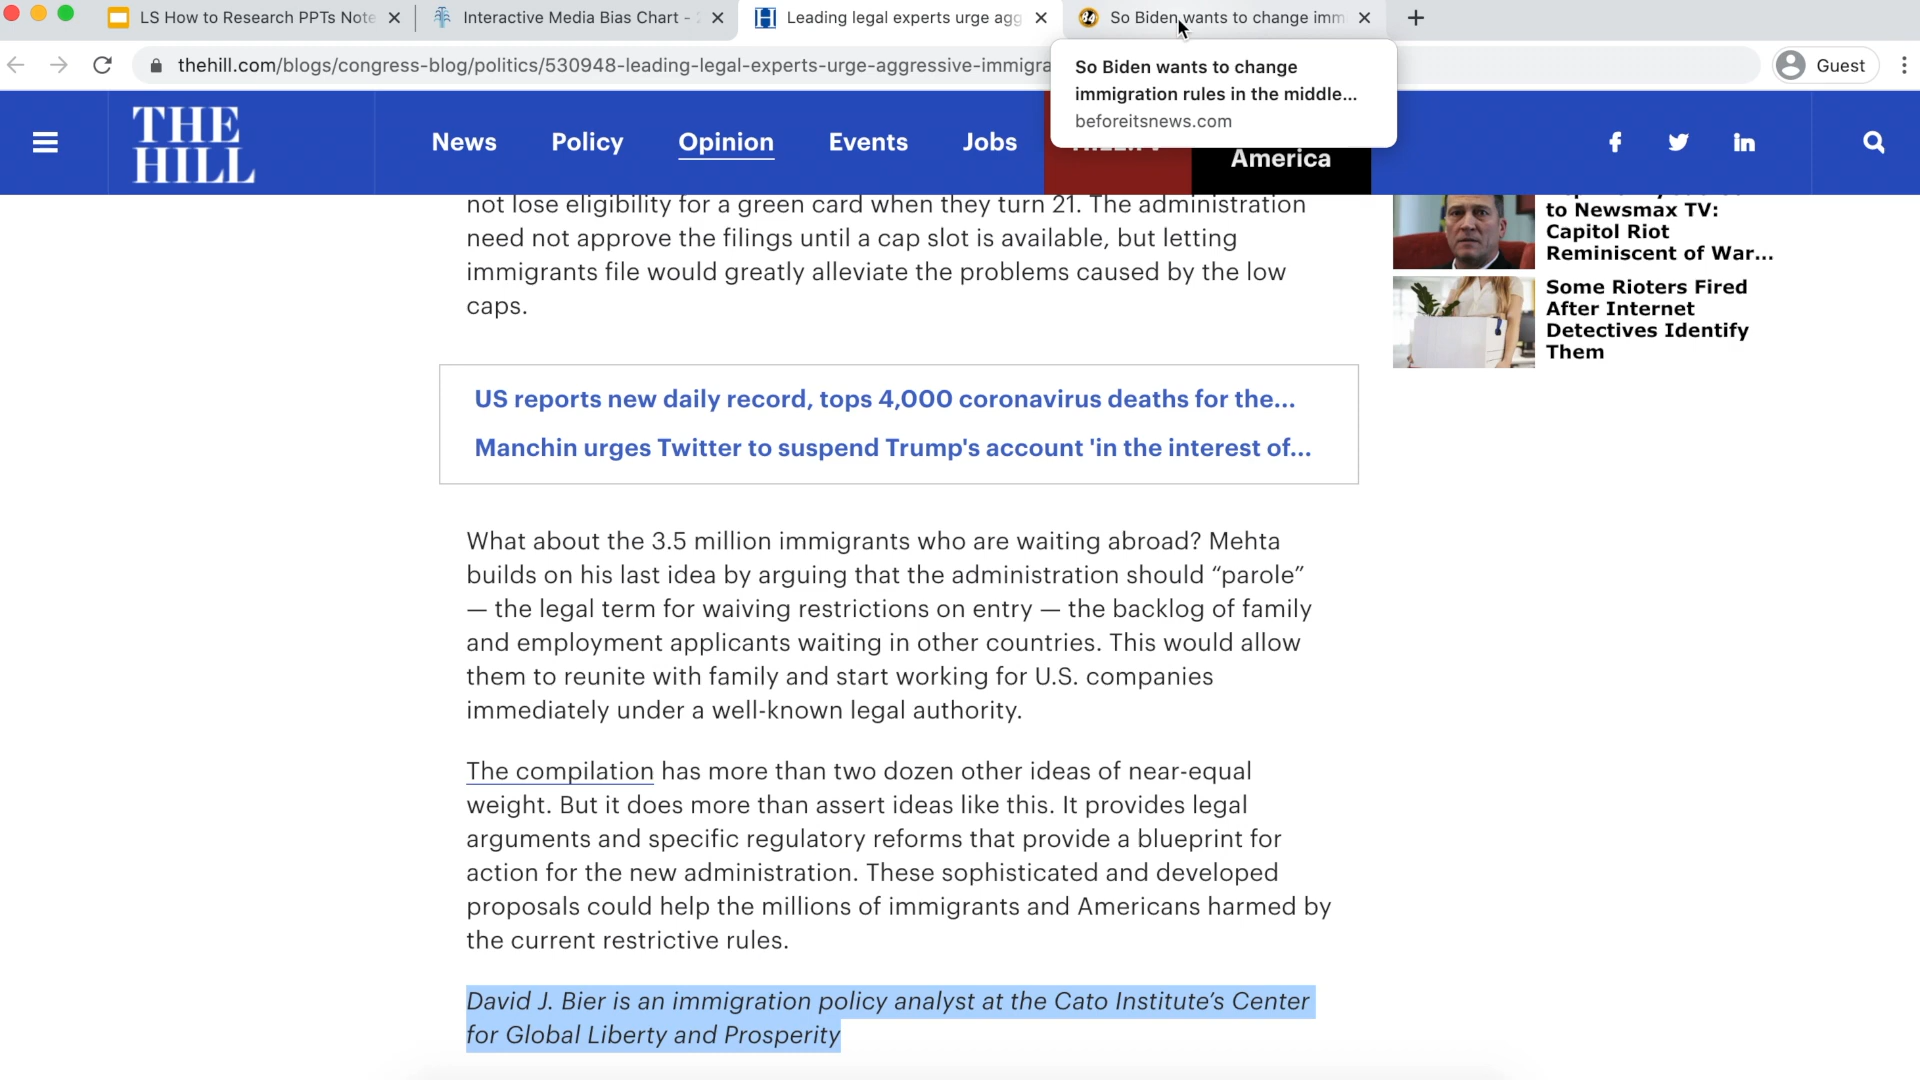 LS How to Research PPTs Note
Interactive Media Bias Chart -
Leading legal experts urge agg
So Biden wants to change imm
thehill.com/blogs/congress-blog/politics/530948-leading-legal-experts-urge-aggressive-immigra
Guest
So Biden wants to change
immigration rules in the middle...
beforeitsnews.com
THE
HILL
News
Policy
Opinion
Events
Jobs
America
not lose eligibility for a green card when they turn 21. The administration
need not approve the filings until a cap slot is available, but letting
immigrants file would greatly alleviate the problems caused by the low
caps.
to Newsmax TV:
Capitol Riot
Reminiscent of War...
Some Rioters Fired
After Internet
Detectives Identify
Them
US reports new daily record, tops 4,000 coronavirus deaths for the...
Manchin urges Twitter to suspend Trump's account 'in the interest of...
What about the 3.5 million immigrants who are waiting abroad? Mehta
builds on his last idea by arguing that the administration should “parole”
— the legal term for waiving restrictions on entry — the backlog of family
and employment applicants waiting in other countries. This would allow
them to reunite with family and start working for U.S. companies
immediately under a well-known legal authority.
The compilation has more than two dozen other ideas of near-equal
weight. But it does more than assert ideas like this. It provides legal
arguments and specific regulatory reforms that provide a blueprint for
action for the new administration. These sophisticated and developed
proposals could help the millions of immigrants and Americans harmed by
the current restrictive rules.
David J. Bier is an immigration policy analyst at the Cato Institute’s Center
for Global Liberty and Prosperity